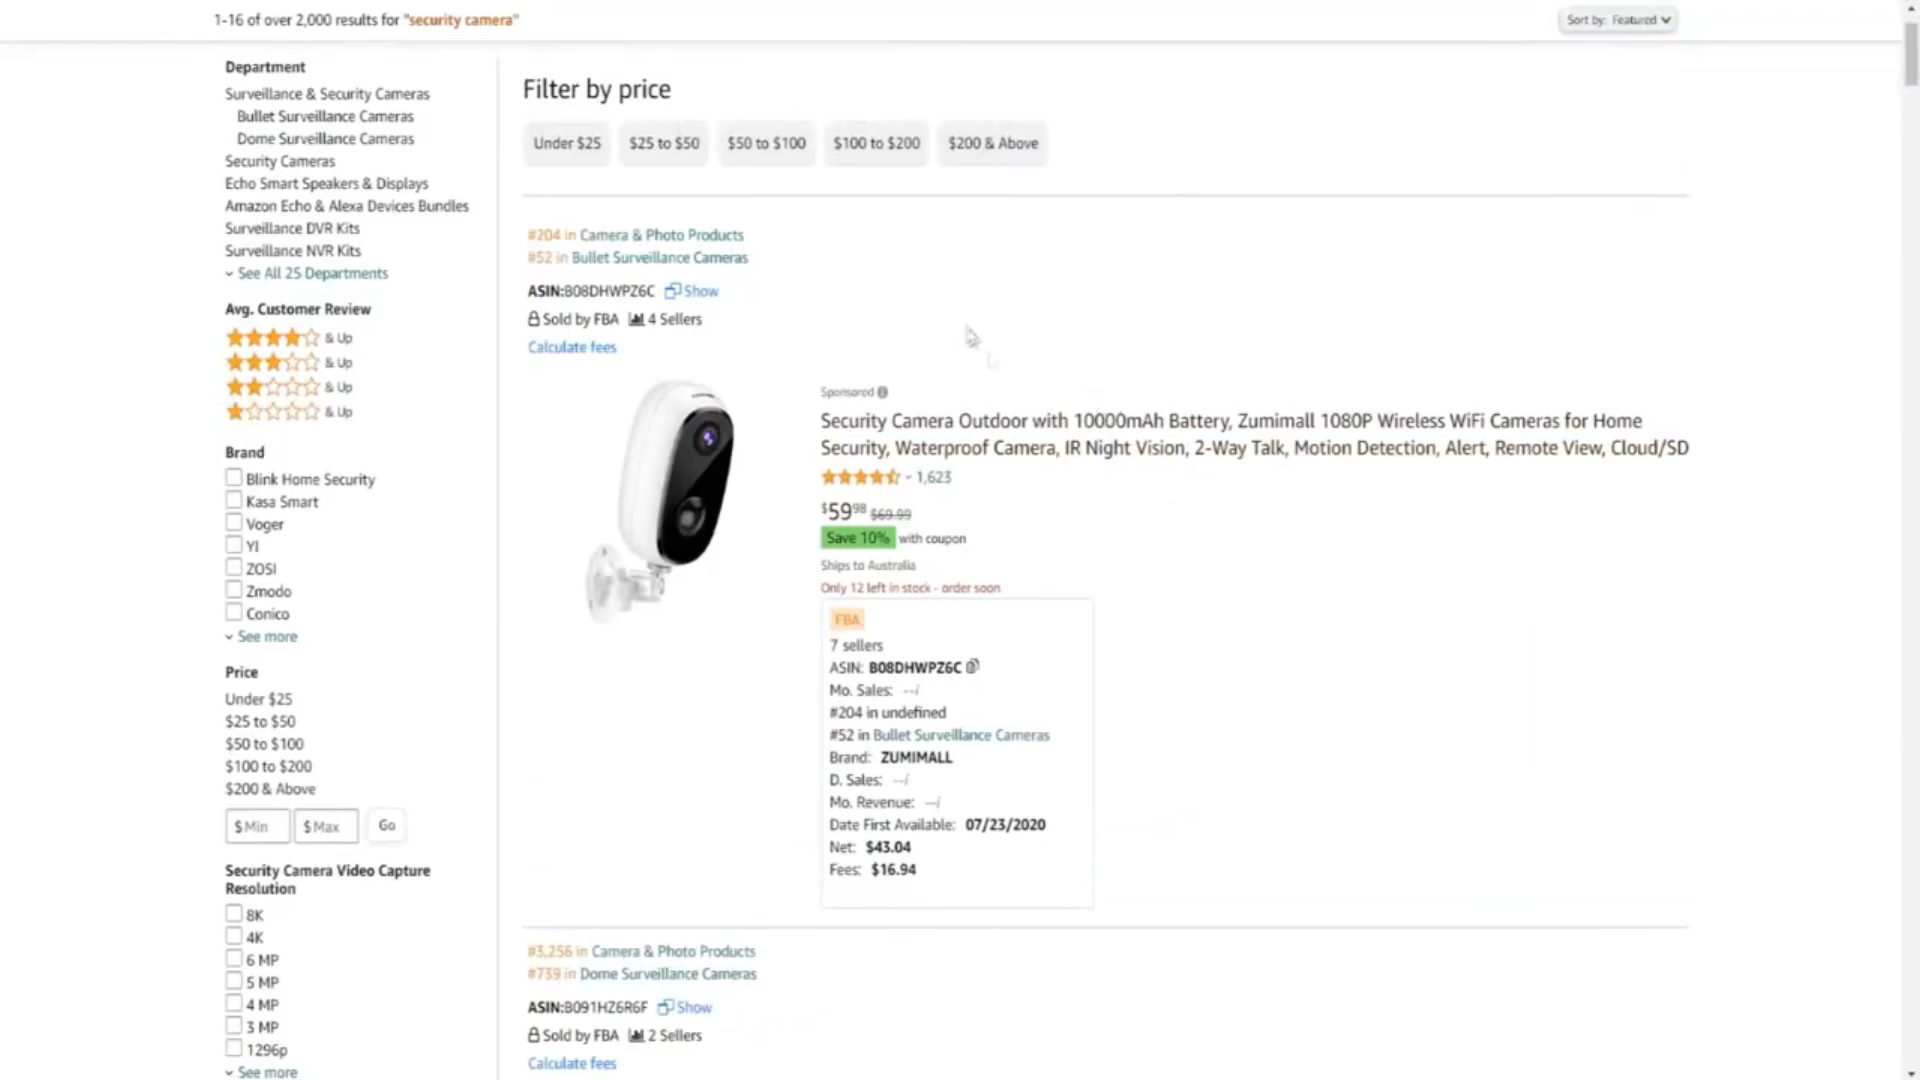 1-16 of over 2,000 results for "security camera"
Sort by: Featured
Department
Surveillance & Security Cameras
Bullet Surveillance Cameras
Dome Surveillance Cameras
Security Cameras
Echo Smart Speakers & Displays
Amazon Echo & Alexa Devices Bundles
Surveillance DVR Kits
Surveillance NVR Kits
See All 25 Departments
Avg. Customer Review
& Up
& Up
& Up
& Up
Brand
Blink Home Security
Kasa Smart
Voger
YI
ZOSI
Zmodo
Conico
See more
Price
Under $25
$25 to $50
$50 to $100
$100 to $200
$200 & Above
$ Min $ Max Go
Security Camera Video Capture
Resolution
8K
4K
6 MP
5 MP
4 MP
3 MP
1296p
See more
Filter by price
Under $25 $25 to $50 $50 to $100 $100 to $200 $200 & Above
#204 in Camera & Photo Products
#52 in Bullet Surveillance Cameras
ASIN:B08DHWPZ6C Show
Sold by FBA 4 Sellers
Calculate fees
Sponsored
Security Camera Outdoor with 10000mAh Battery, Zumimall 1080P Wireless WiFi Cameras for Home
Security, Waterproof Camera, IR Night Vision, 2-Way Talk, Motion Detection, Alert, Remote View, Cloud/SD
1,623
$59.98 $69.99
Save 10% with coupon
Ships to Australia
Only 12 left in stock - order soon
FBA
7 sellers
ASIN: B08DHWPZ6C
Mo. Sales: --i
#204 in undefined
#52 in Bullet Surveillance Cameras
Brand: ZUMIMALL
D. Sales: --i
Mo. Revenue: --i
Date First Available: 07/23/2020
Net: $43.04
Fees: $16.94
#3,256 in Camera & Photo Products
#739 in Dome Surveillance Cameras
ASIN:B091HZ6R6F Show
Sold by FBA 2 Sellers
Calculate fees